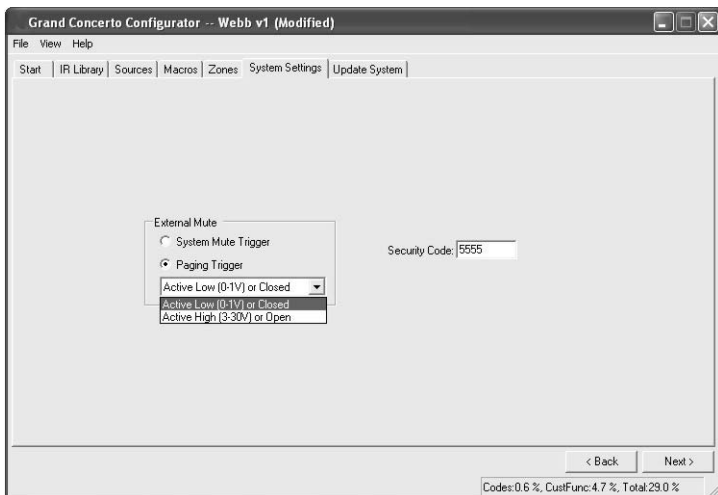 Grand Concerto Configurator -- Webb v1 (Modified)
File View Help
Start IR Library Sources Macros Zones System Settings Update System
External Mute
System Mute Trigger
Paging Trigger
Security Code: 5555
Active Low (0-1V) or Closed
Active Low (0-1V) or Closed
Active High (3-30V) or Open
< Back Next >
Codes:0.6 %, CustFunc:4.7 %, Total:29.0 %